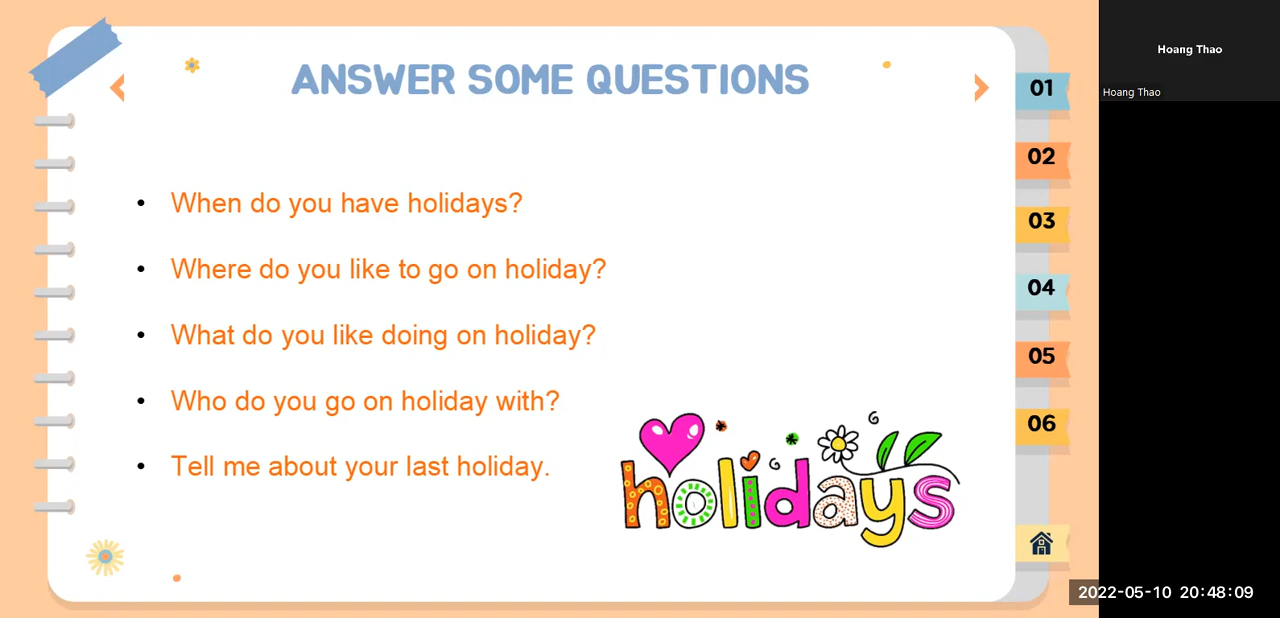 ANSWER SOME QUESTIONS
• When do you have holidays?
• Where do you like to go on holiday?
• What do you like doing on holiday?
• Who do you go on holiday with?
• Tell me about your last holiday.
holidays
01
02
03
04
05
06
Hoang Thao
Hoang Thao
2022-05-10 20:48:09